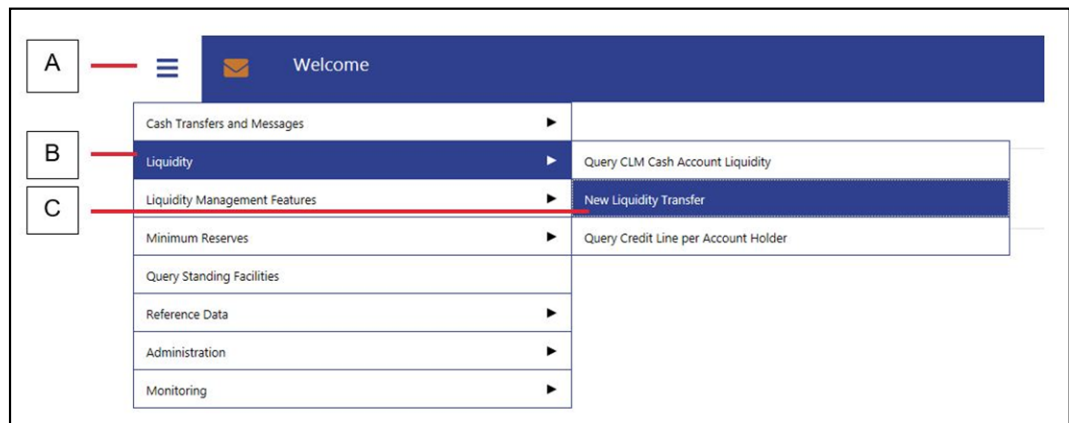 A
Welcome
Cash Transfers and Messages
B
Liquidity
Query CLM Cash Account Liquidity
C
Liquidity Management Features
New Liquidity Transfer
Minimum Reserves
Query Credit Line per Account Holder
Query Standing Facilities
Reference Data
Administration
Monitoring